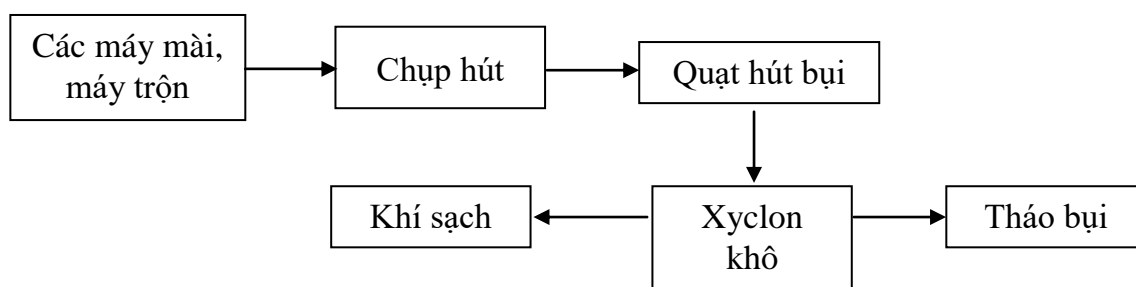 Các máy mài,
máy trộn
Chụp hút
Quạt hút bụi
Khí sạch
Xyclon
khô
Tháo bụi